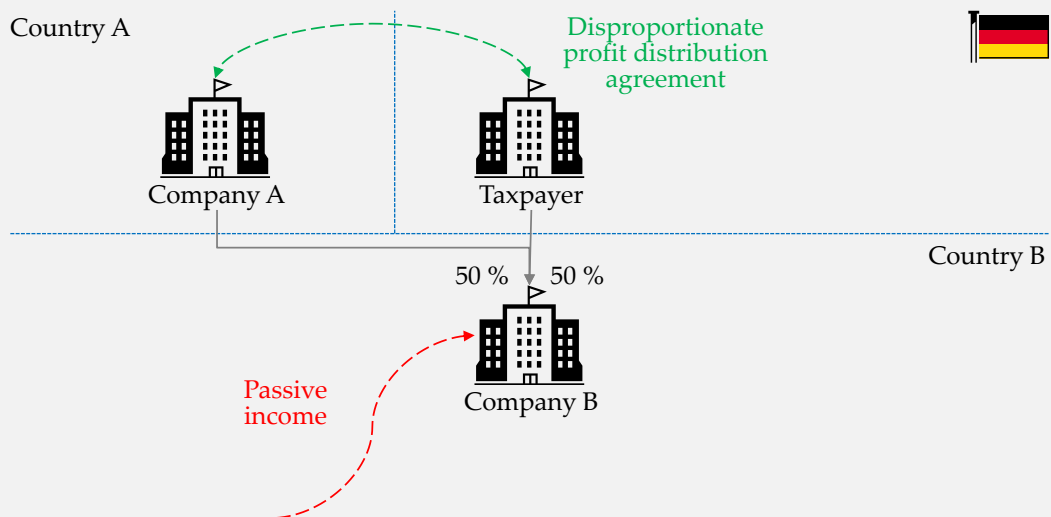 Country A
Disproportionate
profit distribution
agreement
Company A
Taxpayer
Country B
50 %
50 %
Passive
income
Company B